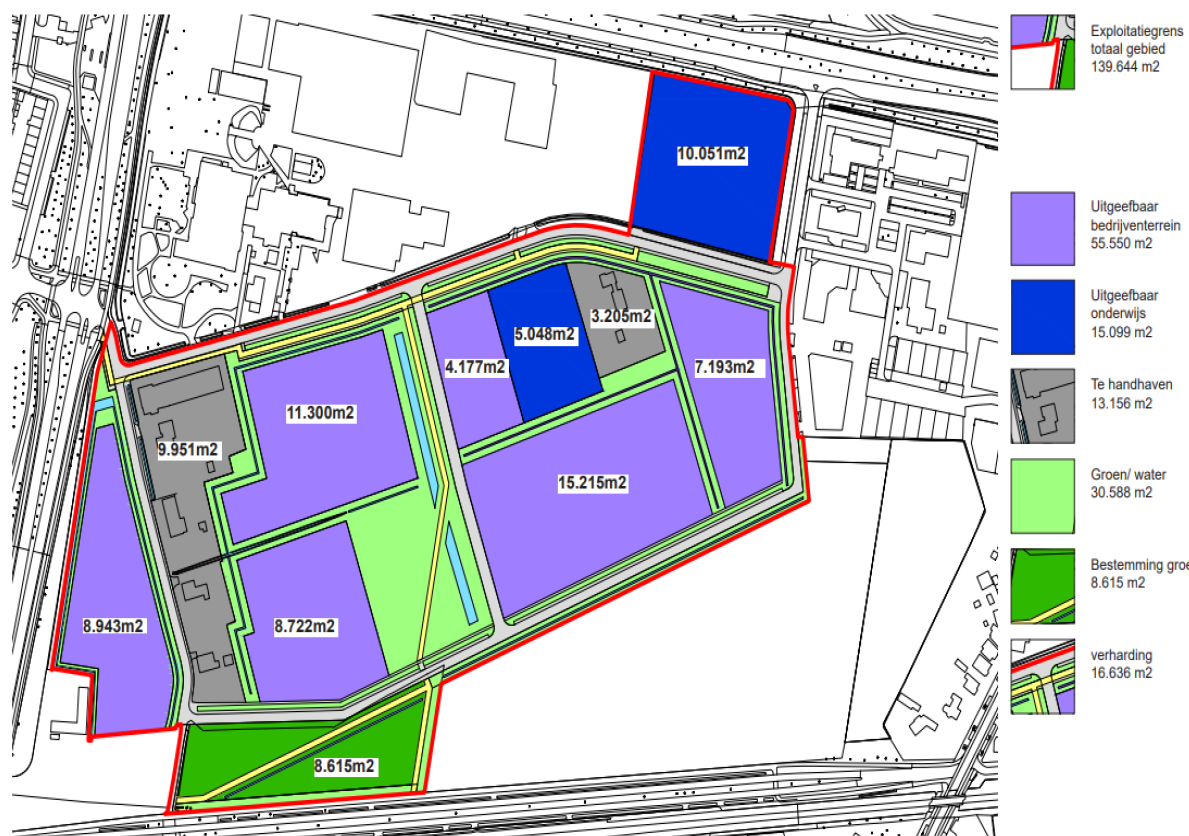 10.051m2
5.048m2
3.205m2
4.177m2
7.193m2
11.300m2
9.951m2
15.215m2
8.943m2
8.722m2
8.615m2
Exploitatiegrens
totaal gebied
139.644 m2
Uitgeefbaar
bedrijventerrein
55.550 m2
Uitgeefbaar
onderwijs
15.099 m2
Te handhaven
13.156 m2
Groen/ water
30.588 m2
Bestemming groe
8.615 m2
verharding
16.636 m2